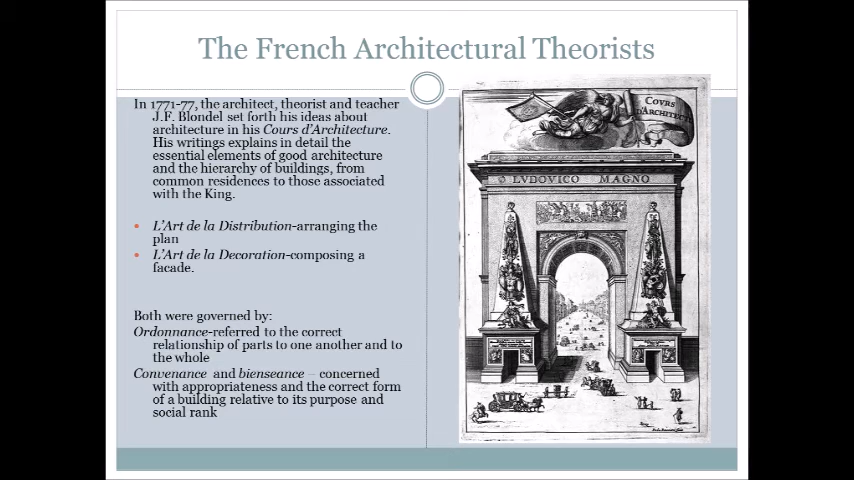 The French Architectural Theorists
In 1771-77, the architect, theorist and teacher
J.F. Blondel set forth his ideas about
architecture in his Cours d'Architecture.
His writings explains in detail the
essential elements of good architecture
and the hierarchy of buildings, from
common residences to those associated
with the King.
L'Art de la Distribution-arranging the
plan
L'Art de la Decoration-composing a
facade.
Both were governed by:
Ordonnance-referred to the correct
relationship of parts to one another and to
the whole
Convenance and bienseance – concerned
with appropriateness and the correct form
of a building relative to its purpose and
social rank
COVRS
D'ARCHITECT
LVDOVICO MAGNO